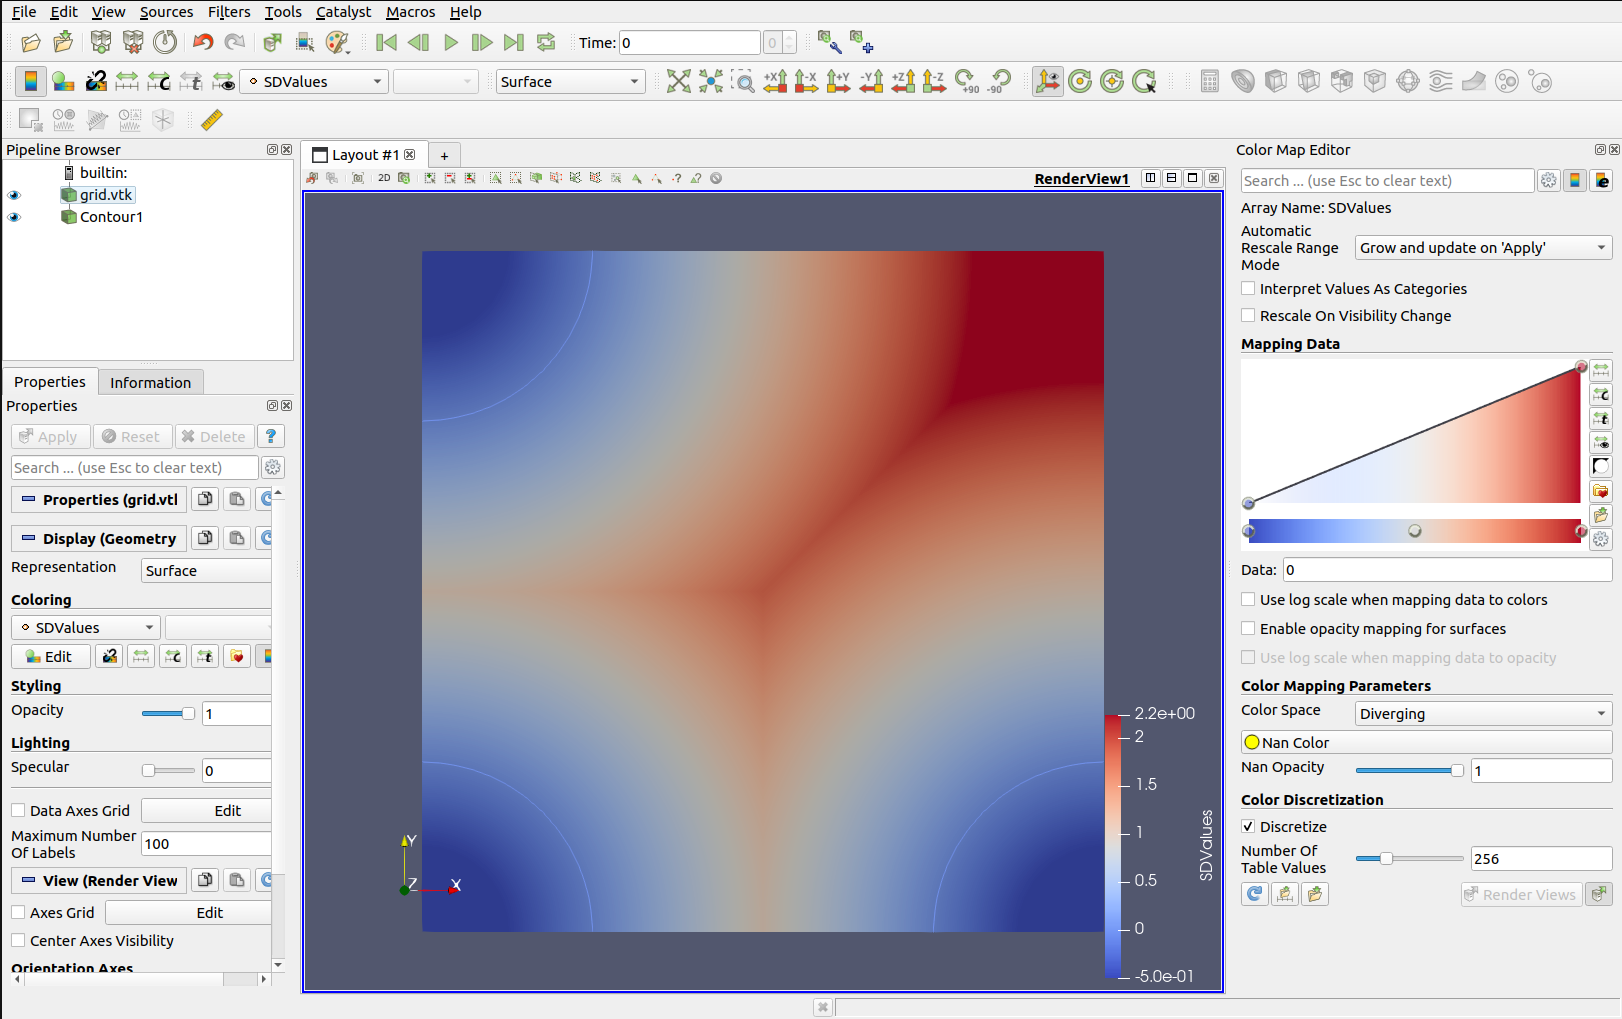 File Edit View Sources Filters Tools Catalyst Macros Help
Time: 0 0
SDValues Surface +X -X +Y -Y +Z -Z +90 -90
Pipeline Browser
builtin:
grid.vtk
Contour1
Properties Information
Properties
Apply Reset Delete ?
Search ... (use Esc to clear text)
Properties (grid.vtl
Display (Geometry
Representation Surface
Coloring
SDValues
Edit
Styling
Opacity 1
Lighting
Specular 0
Data Axes Grid Edit
Maximum Number
Of Labels 100
View (Render View
Axes Grid Edit
Center Axes Visibility
Orientation Axes
Layout #1 +
2D RenderView1
Y
Z X
2.2e+00
2
1.5
1
0.5
0
-5.0e-01
SDValues
Color Map Editor
Search ... (use Esc to clear text)
Array Name: SDValues
Automatic
Rescale Range
Mode Grow and update on 'Apply'
Interpret Values As Categories
Rescale On Visibility Change
Mapping Data
Data: 0
Use log scale when mapping data to colors
Enable opacity mapping for surfaces
Use log scale when mapping data to opacity
Color Mapping Parameters
Color Space Diverging
Nan Color
Nan Opacity 1
Color Discretization
Discretize
Number Of
Table Values 256
Render Views